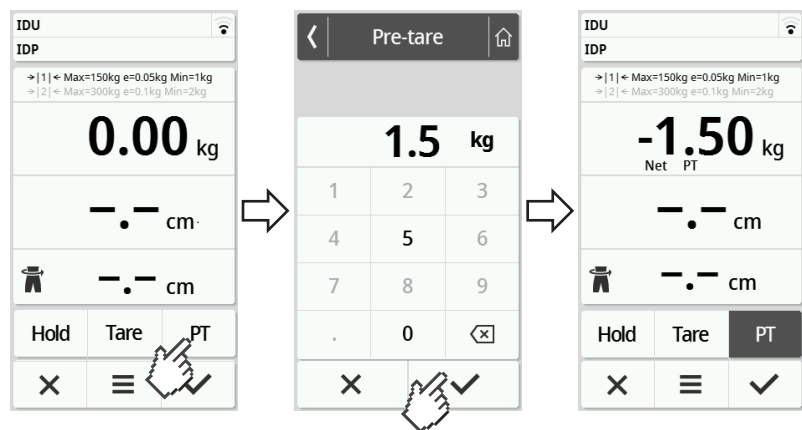 IDU
IDP
→|1|← Max=150kg e=0.05kg Min=1kg
→|2|← Max=300kg e=0.1kg Min=2kg
0.00 kg
–.– cm
–.– cm
Hold Tare PT
Pre-tare
1.5 kg
1 2 3
4 5 6
7 8 9
. 0
IDU
IDP
→|1|← Max=150kg e=0.05kg Min=1kg
→|2|← Max=300kg e=0.1kg Min=2kg
-1.50 kg
Net PT
–.– cm
–.– cm
Hold Tare PT